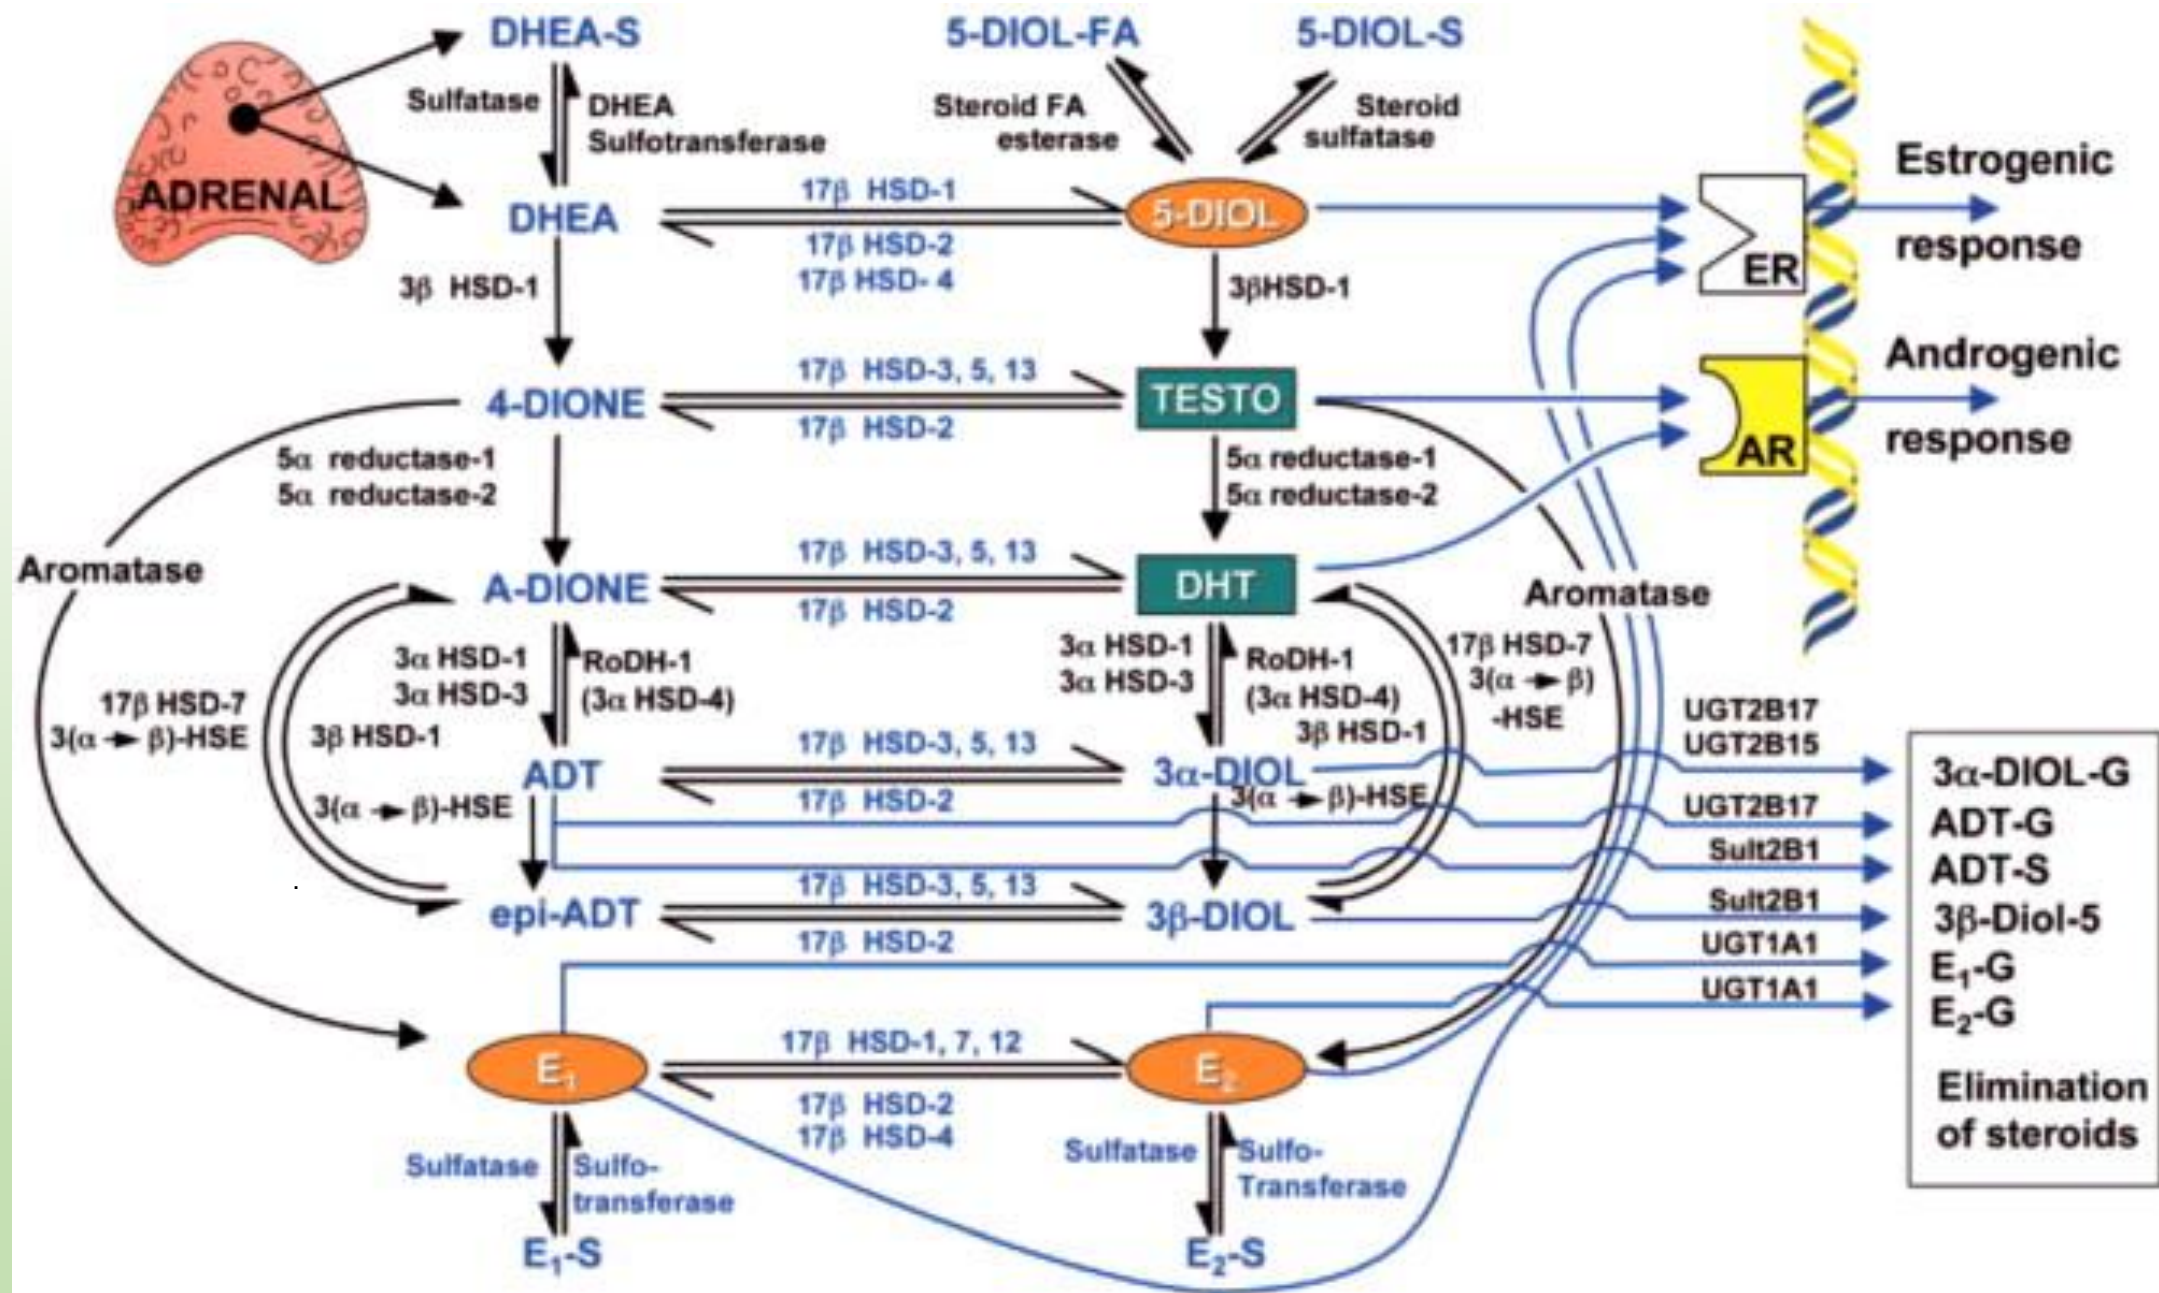 DHEA-S
5-DIOL-FA
5-DIOL-S
Sulfatase
DHEA
Sulfotransferase
Steroid FA
esterase
Steroid
sulfatase
ADRENAL
DHEA
17β HSD-1
17β HSD-2
17β HSD- 4
5-DIOL
ER
Estrogenic
response
3β HSD-1
3βHSD-1
4-DIONE
17β HSD-3, 5, 13
17β HSD-2
TESTO
AR
Androgenic
response
5α reductase-1
5α reductase-2
5α reductase-1
5α reductase-2
Aromatase
A-DIONE
17β HSD-3, 5, 13
17β HSD-2
DHT
Aromatase
17β HSD-7
3(α → β)-HSE
3β HSD-1
3α HSD-1
3α HSD-3
RoDH-1
(3α HSD-4)
3α HSD-1
3α HSD-3
RoDH-1
(3α HSD-4)
3β HSD-1
17β HSD-7
3(α → β)
-HSE
ADT
17β HSD-3, 5, 13
17β HSD-2
3α-DIOL
3(α → β)-HSE
3(α → β)-HSE
UGT2B17
UGT2B15
UGT2B17
Sult2B1
Sult2B1
UGT1A1
UGT1A1
3α-DIOL-G
ADT-G
ADT-S
3β-Diol-5
E₁-G
E₂-G
Elimination
of steroids
epi-ADT
17β HSD-3, 5, 13
17β HSD-2
3β-DIOL
E₁
17β HSD-1, 7, 12
17β HSD-2
17β HSD-4
E₂
Sulfatase
Sulfo-
transferase
Sulfatase
Sulfo-
Transferase
E₁-S
E₂-S